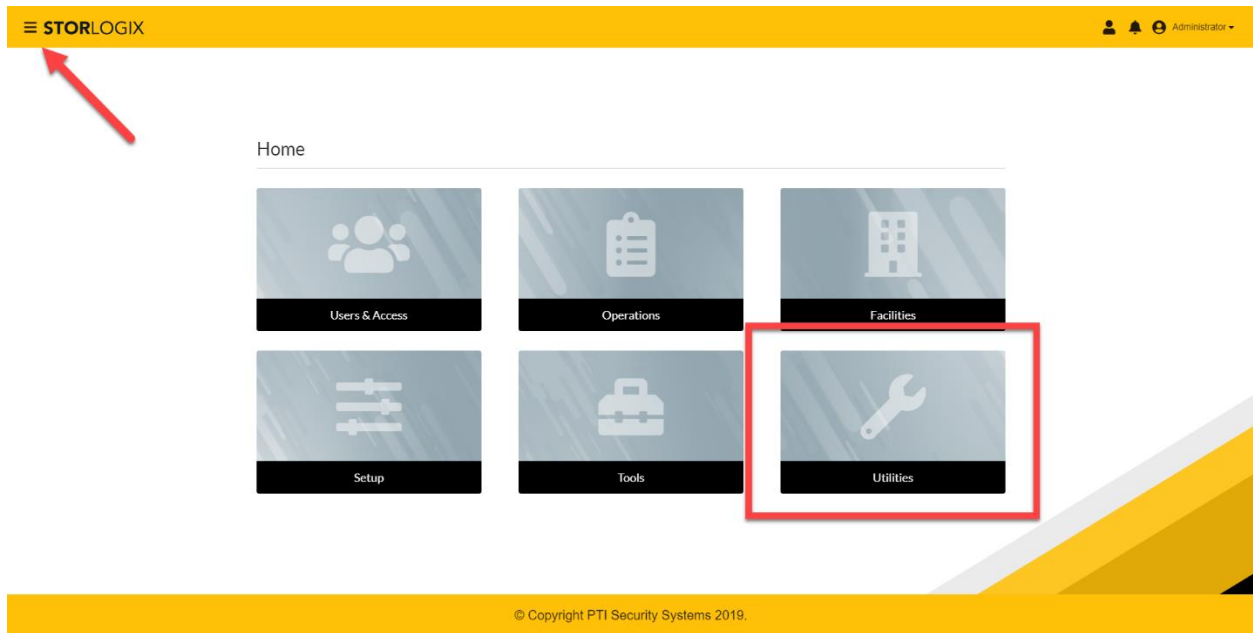 STORLOGIX
Administrator
Home
Users & Access
Operations
Facilities
Setup
Tools
Utilities
© Copyright PTI Security Systems 2019.